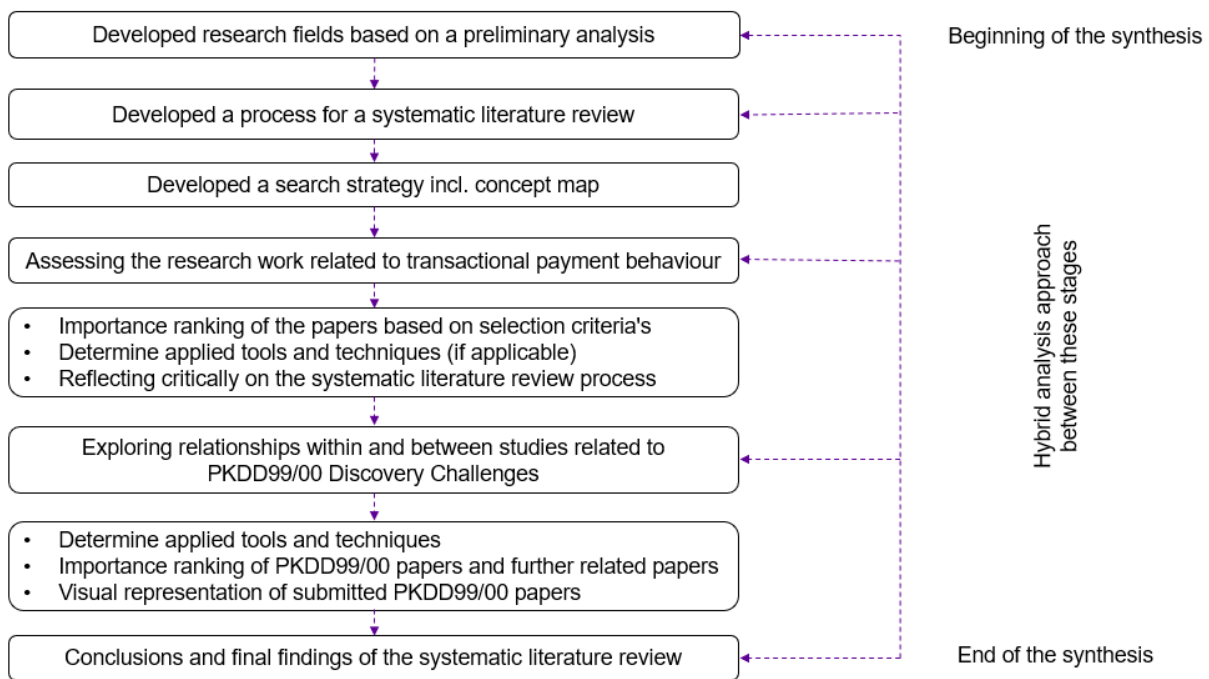 Developed research fields based on a preliminary analysis
Beginning of the synthesis
Developed a process for a systematic literature review
Developed a search strategy incl. concept map
Assessing the research work related to transactional payment behaviour
• Importance ranking of the papers based on selection criteria's
• Determine applied tools and techniques (if applicable)
• Reflecting critically on the systematic literature review process
Hybrid analysis approach
between these stages
Exploring relationships within and between studies related to
PKDD99/00 Discovery Challenges
• Determine applied tools and techniques
• Importance ranking of PKDD99/00 papers and further related papers
• Visual representation of submitted PKDD99/00 papers
Conclusions and final findings of the systematic literature review
End of the synthesis